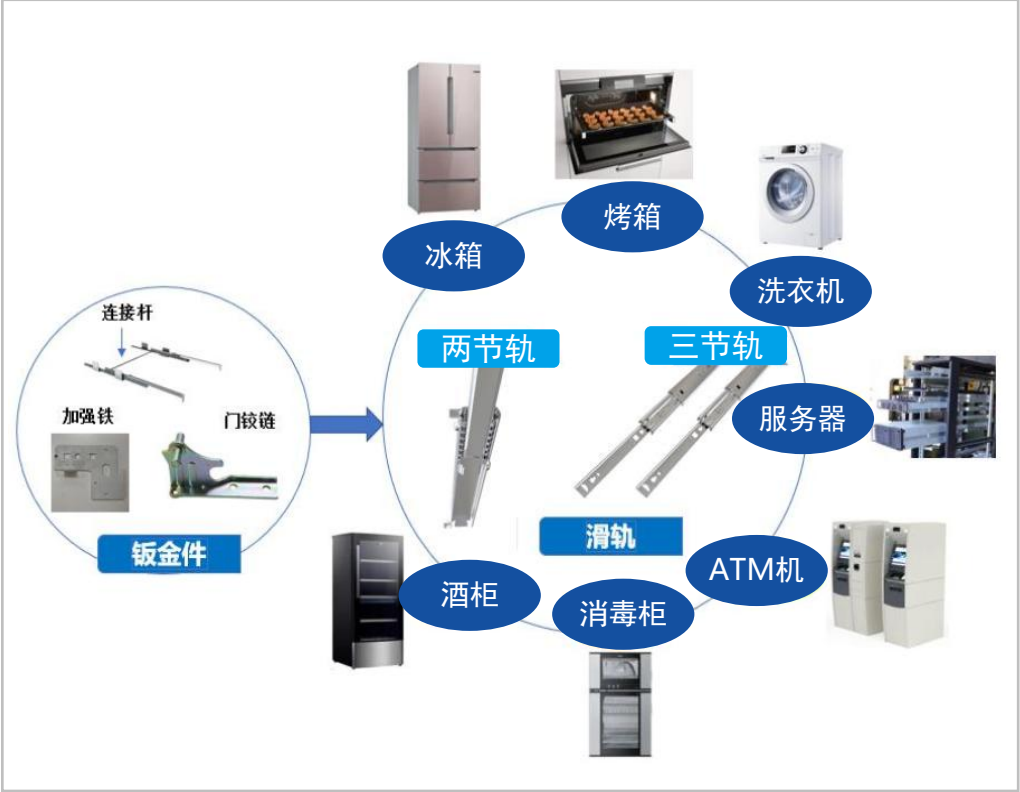 冰箱
烤箱
洗衣机
连接杆
两节轨
三节轨
加强铁
门铰链
服务器
钣金件
滑轨
ATM机
酒柜
消毒柜